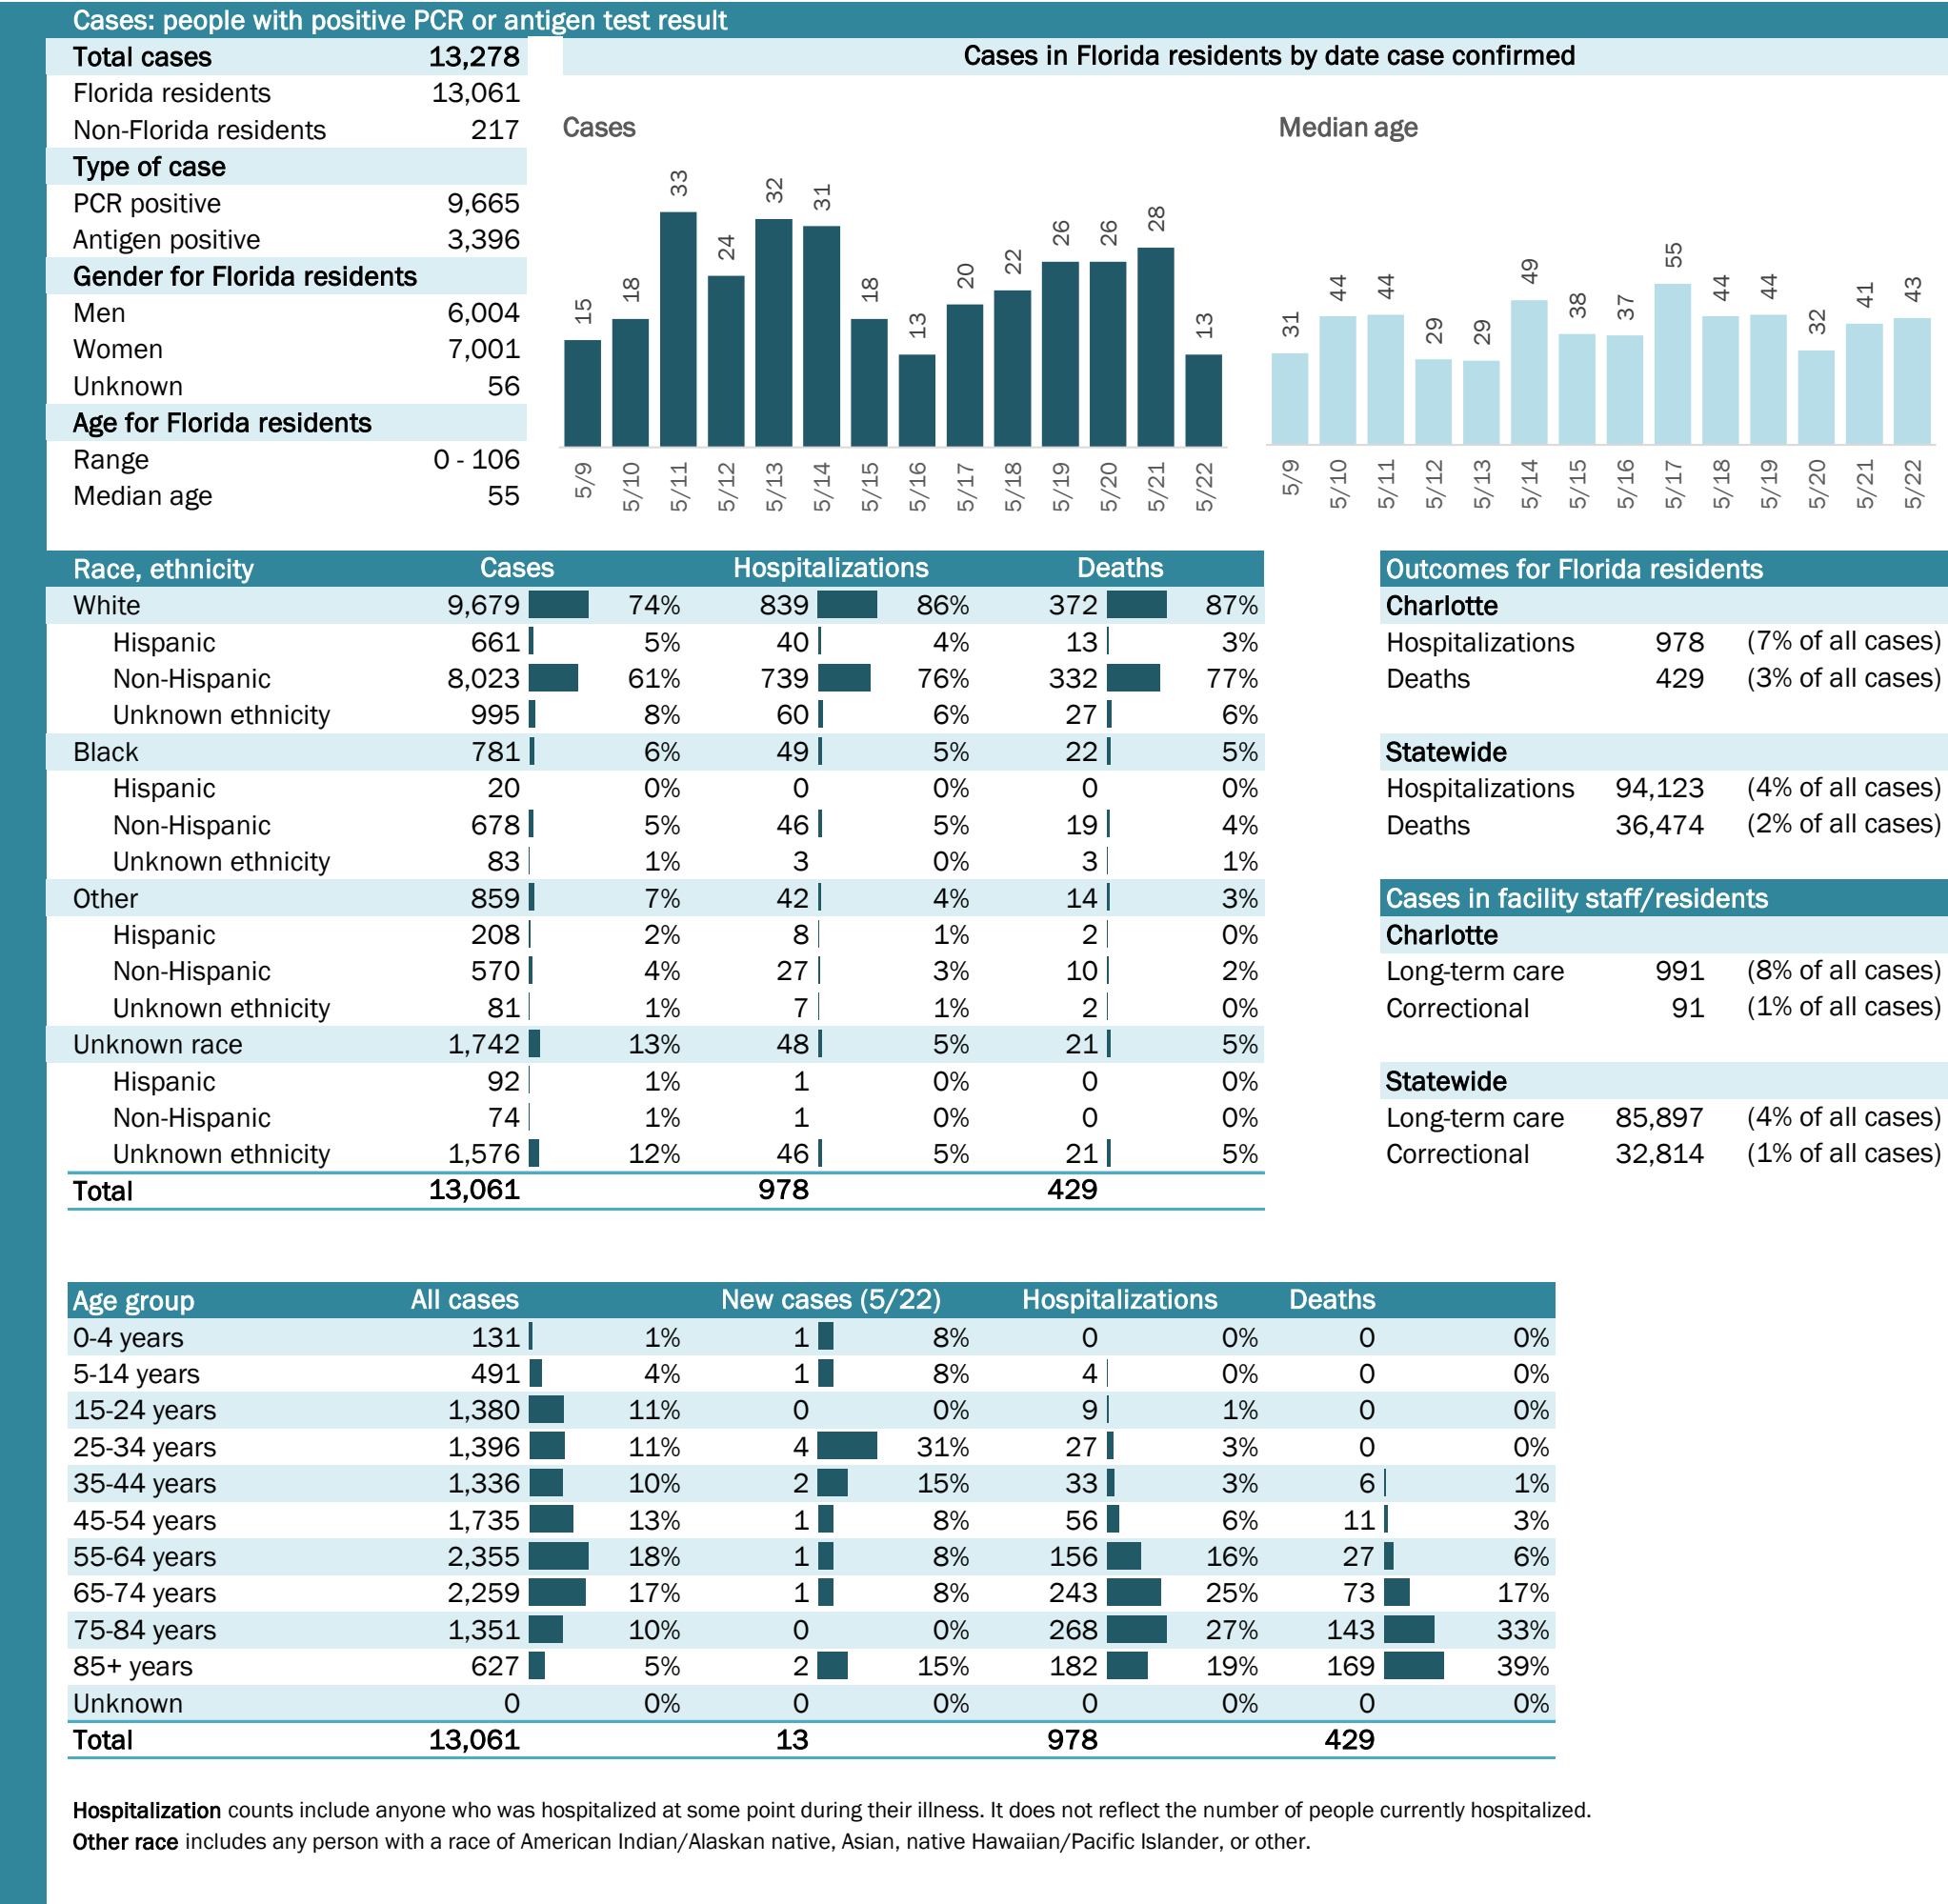 Cases: people with positive PCR or antigen test result
Total cases 13,278
Florida residents 13,061
Non-Florida residents 217
Type of case
PCR positive 9,665
Antigen positive 3,396
Gender for Florida residents
Men 6,004
Women 7,001
Unknown 56
Age for Florida residents
Range 0 - 106
Median age 55
Cases in Florida residents by date case confirmed
Cases
15 18 33 24 32 31 18 13 20 22 26 26 28 13
5/9 5/10 5/11 5/12 5/13 5/14 5/15 5/16 5/17 5/18 5/19 5/20 5/21 5/22
Median age
31 44 44 29 29 49 38 37 55 44 44 32 41 43
5/9 5/10 5/11 5/12 5/13 5/14 5/15 5/16 5/17 5/18 5/19 5/20 5/21 5/22
Race, ethnicity Cases Hospitalizations Deaths
White 9,679 74% 839 86% 372 87%
Hispanic 661 5% 40 4% 13 3%
Non-Hispanic 8,023 61% 739 76% 332 77%
Unknown ethnicity 995 8% 60 6% 27 6%
Black 781 6% 49 5% 22 5%
Hispanic 20 0% 0 0% 0 0%
Non-Hispanic 678 5% 46 5% 19 4%
Unknown ethnicity 83 1% 3 0% 3 1%
Other 859 7% 42 4% 14 3%
Hispanic 208 2% 8 1% 2 0%
Non-Hispanic 570 4% 27 3% 10 2%
Unknown ethnicity 81 1% 7 1% 2 0%
Unknown race 1,742 13% 48 5% 21 5%
Hispanic 92 1% 1 0% 0 0%
Non-Hispanic 74 1% 1 0% 0 0%
Unknown ethnicity 1,576 12% 46 5% 21 5%
Total 13,061 978 429
Outcomes for Florida residents
Charlotte
Hospitalizations 978 (7% of all cases)
Deaths 429 (3% of all cases)
Statewide
Hospitalizations 94,123 (4% of all cases)
Deaths 36,474 (2% of all cases)
Cases in facility staff/residents
Charlotte
Long-term care 991 (8% of all cases)
Correctional 91 (1% of all cases)
Statewide
Long-term care 85,897 (4% of all cases)
Correctional 32,814 (1% of all cases)
Age group All cases New cases (5/22) Hospitalizations Deaths
0-4 years 131 1% 1 8% 0 0% 0 0%
5-14 years 491 4% 1 8% 4 0% 0 0%
15-24 years 1,380 11% 0 0% 9 1% 0 0%
25-34 years 1,396 11% 4 31% 27 3% 0 0%
35-44 years 1,336 10% 2 15% 33 3% 6 1%
45-54 years 1,735 13% 1 8% 56 6% 11 3%
55-64 years 2,355 18% 1 8% 156 16% 27 6%
65-74 years 2,259 17% 1 8% 243 25% 73 17%
75-84 years 1,351 10% 0 0% 268 27% 143 33%
85+ years 627 5% 2 15% 182 19% 169 39%
Unknown 0 0% 0 0% 0 0% 0 0%
Total 13,061 13 978 429
Hospitalization counts include anyone who was hospitalized at some point during their illness. It does not reflect the number of people currently hospitalized.
Other race includes any person with a race of American Indian/Alaskan native, Asian, native Hawaiian/Pacific Islander, or other.